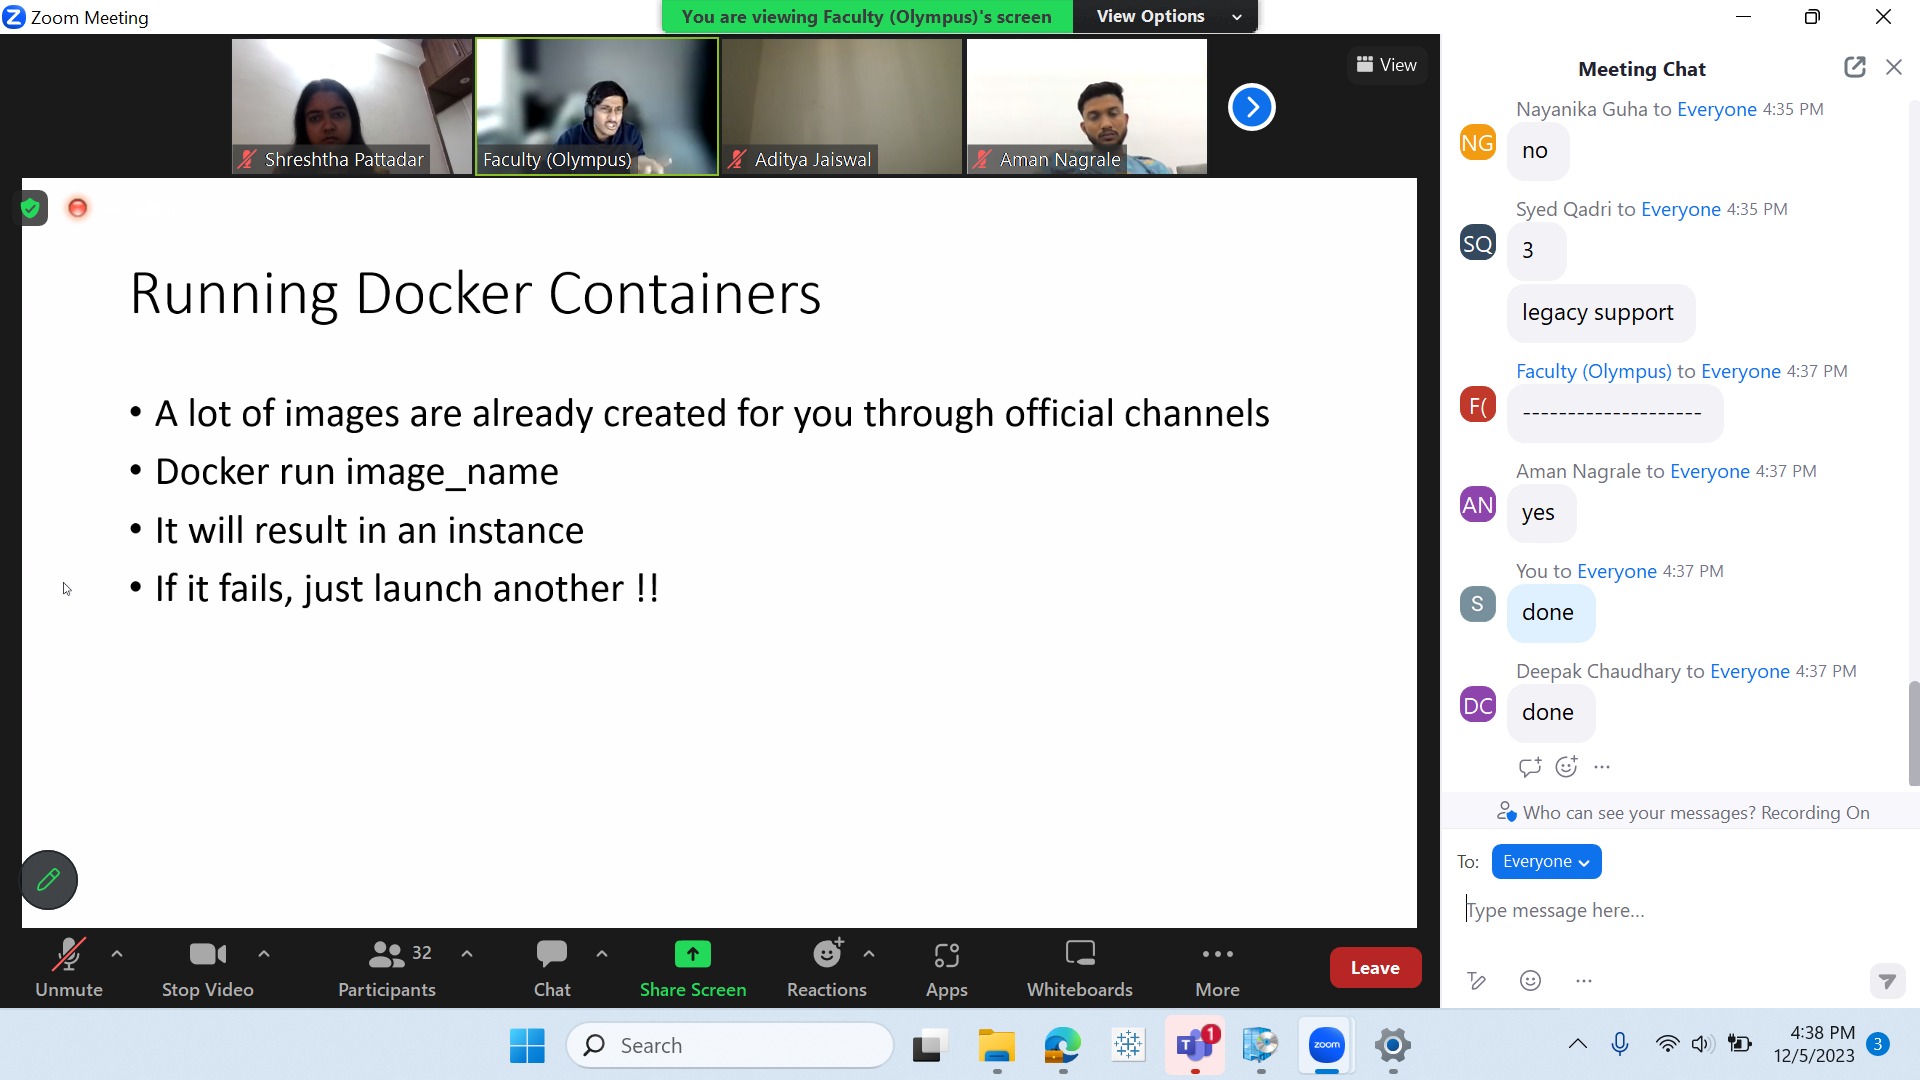 Zoom Meeting
You are viewing Faculty (Olympus)'s screen
View Options
View
Shreshtha Pattadar
Faculty (Olympus)
Aditya Jaiswal
Aman Nagrale
Running Docker Containers
• A lot of images are already created for you through official channels
• Docker run image_name
• It will result in an instance
• If it fails, just launch another !!
Meeting Chat
Nayanika Guha to Everyone 4:35 PM
NG
no
Syed Qadri to Everyone 4:35 PM
SQ
3
legacy support
Faculty (Olympus) to Everyone 4:37 PM
F(
--------------------
Aman Nagrale to Everyone 4:37 PM
AN
yes
You to Everyone 4:37 PM
S
done
Deepak Chaudhary to Everyone 4:37 PM
DC
done
Who can see your messages? Recording On
To: Everyone
Type message here...
Unmute
Stop Video
32
Participants
Chat
Share Screen
Reactions
Apps
Whiteboards
More
Leave
Search
T
1
zoom
4:38 PM
12/5/2023
3